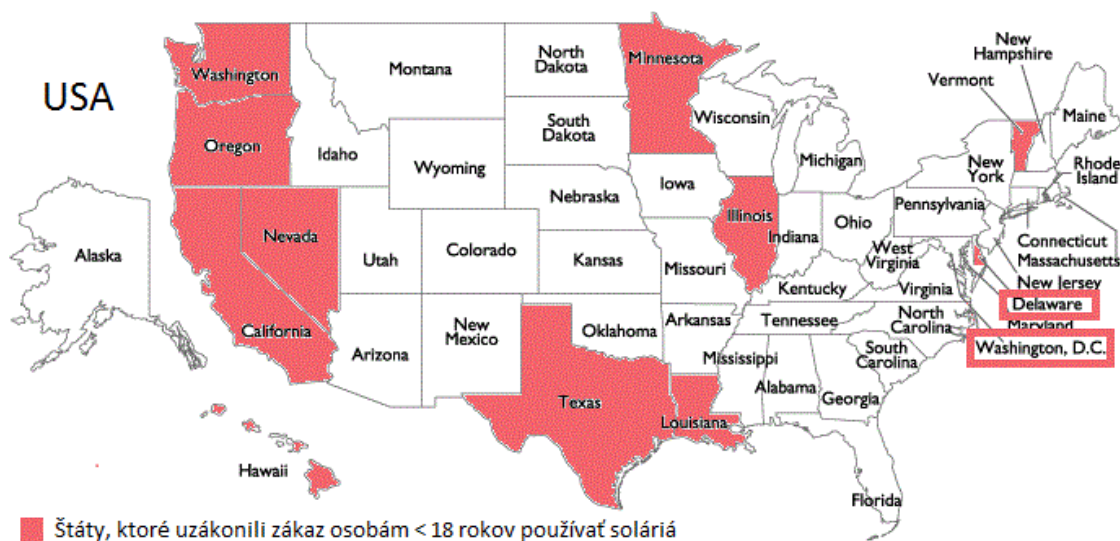 USA
Washington
Oregon
California
Nevada
Idaho
Montana
Wyoming
Utah
Colorado
Arizona
New
Mexico
North
Dakota
South
Dakota
Nebraska
Kansas
Oklahoma
Texas
Minnesota
Iowa
Missouri
Arkansas
Louisiana
Wisconsin
Illinois
Michigan
Indiana
Ohio
Kentucky
Tennessee
Mississippi
Alabama
Georgia
Florida
South
Carolina
North
Carolina
Virginia
West
Virginia
Pennsylvania
New
York
Vermont
New
Hampshire
Maine
Rhode
Island
Connecticut
Massachusetts
New Jersey
Delaware
Maryland
Washington, D.C.
Alaska
Hawaii
Štáty, ktoré uzákonili zákaz osobám < 18 rokov používať soláriá